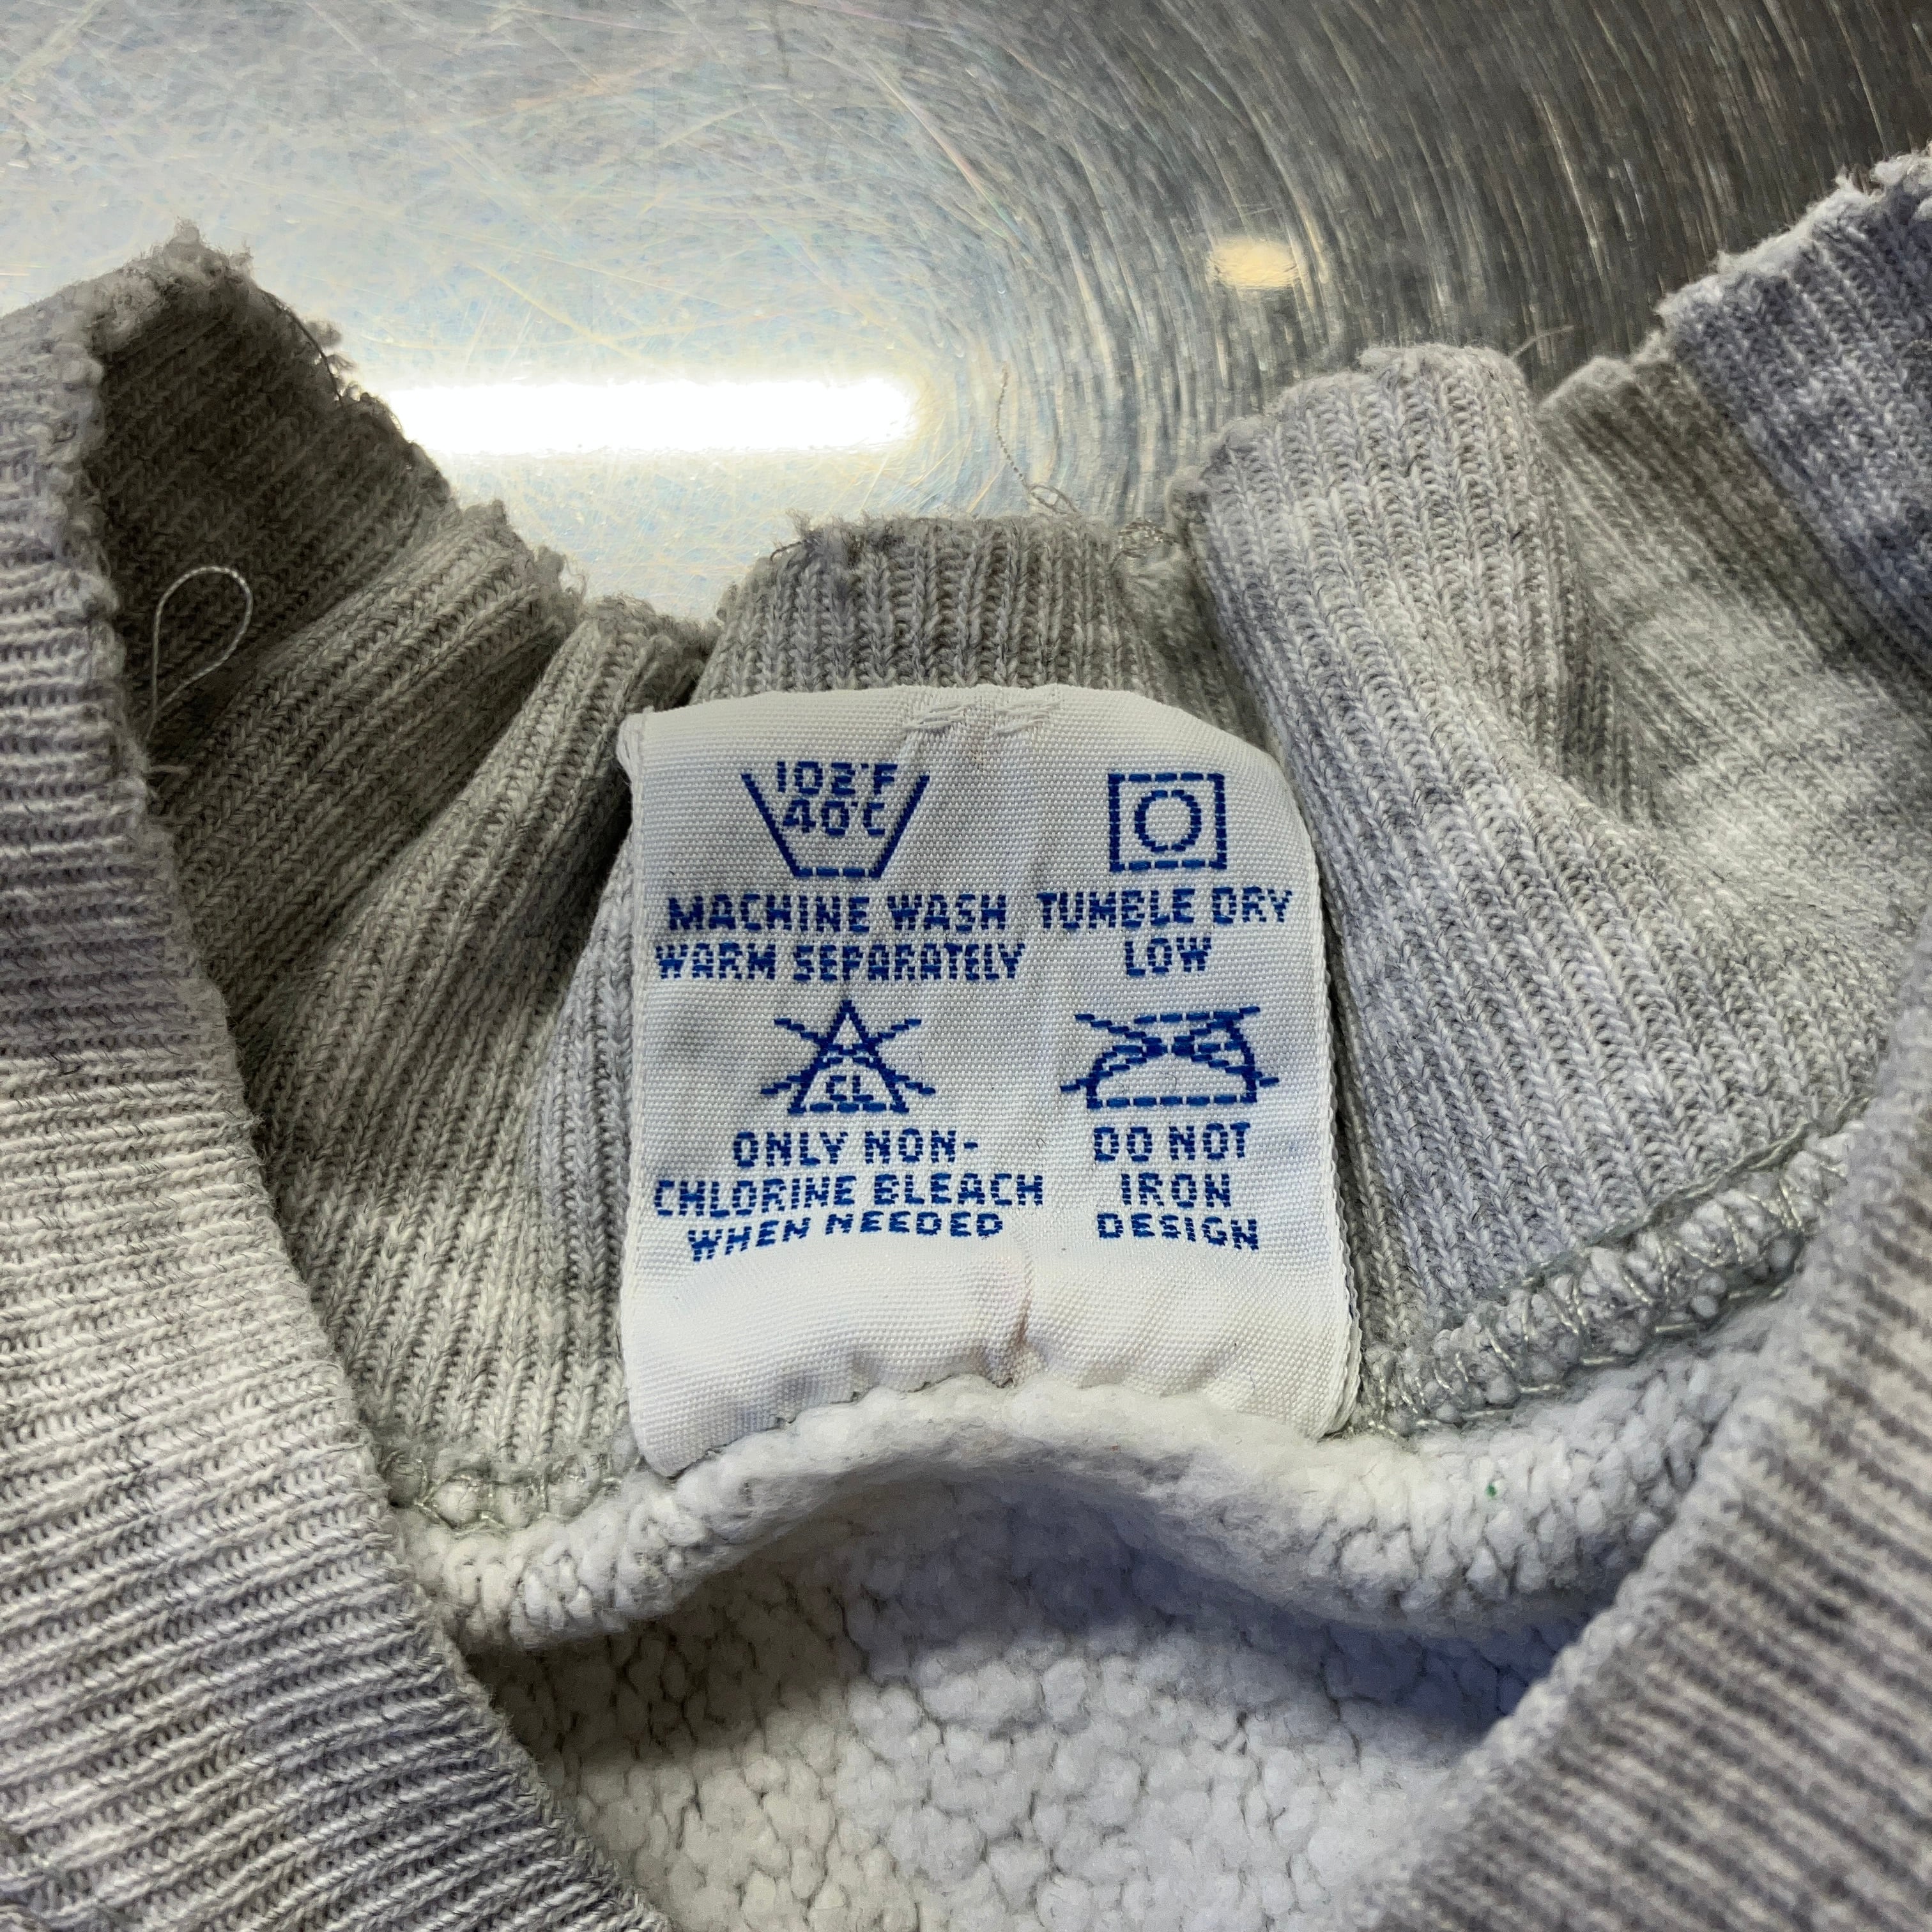 102°F
40°C
MACHINE WASH
WARM SEPARATELY
TUMBLE DRY
LOW
CL
ONLY NON-
CHLORINE BLEACH
WHEN NEEDED
DO NOT
IRON
DESIGN